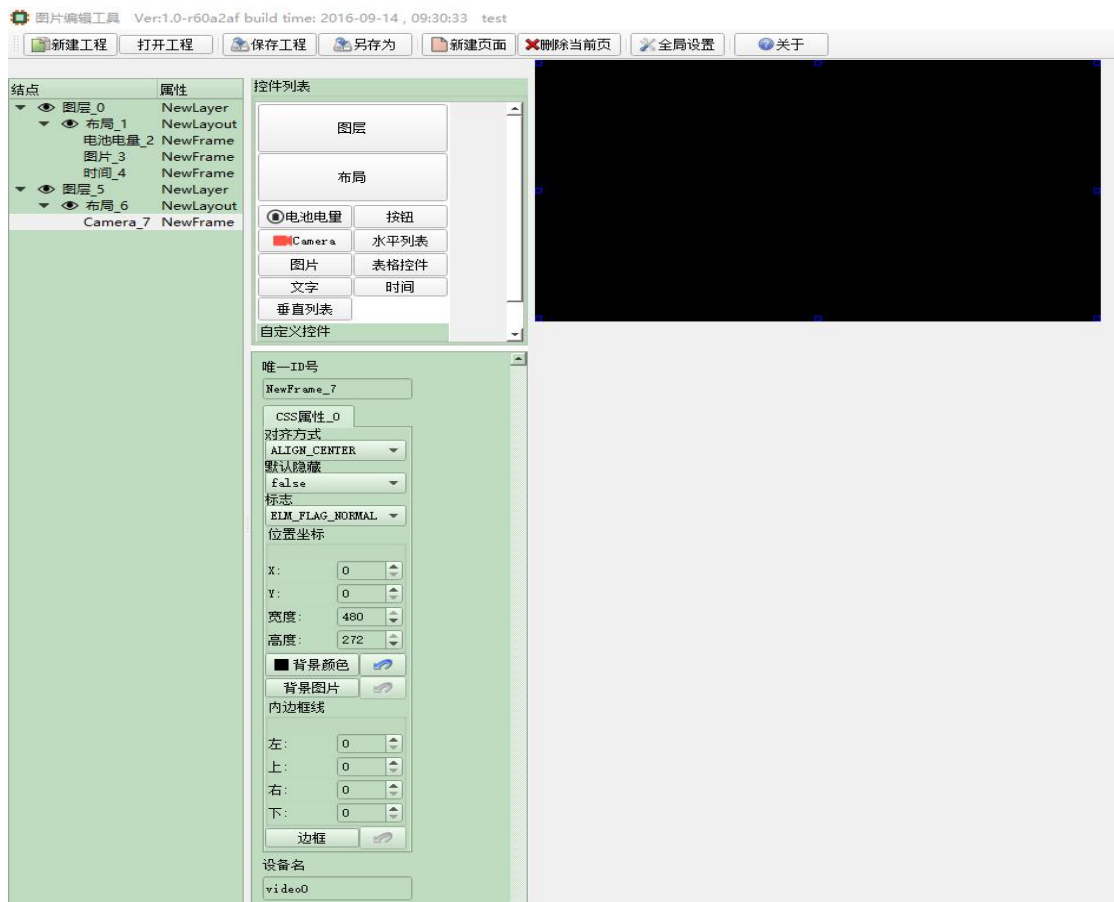 图片编辑工具 Ver:1.0-r60a2af build time: 2016-09-14 , 09:30:33 test
新建工程 打开工程 保存工程 另存为 新建页面 删除当前页 全局设置 关于
结点 属性
图层_0 NewLayer
布局_1 NewLayout
电池电量_2 NewFrame
图片_3 NewFrame
时间_4 NewFrame
图层_5 NewLayer
布局_6 NewLayout
Camera_7 NewFrame
控件列表
图层
布局
电池电量 按钮
Camera 水平列表
图片 表格控件
文字 时间
垂直列表
自定义控件
唯一ID号
NewFrame_7
CSS属性_0
对齐方式
ALIGN_CENTER
默认隐藏
false
标志
ELM_FLAG_NORMAL
位置坐标
X: 0
Y: 0
宽度: 480
高度: 272
背景颜色
背景图片
内边框线
左: 0
上: 0
右: 0
下: 0
边框
设备名
video0